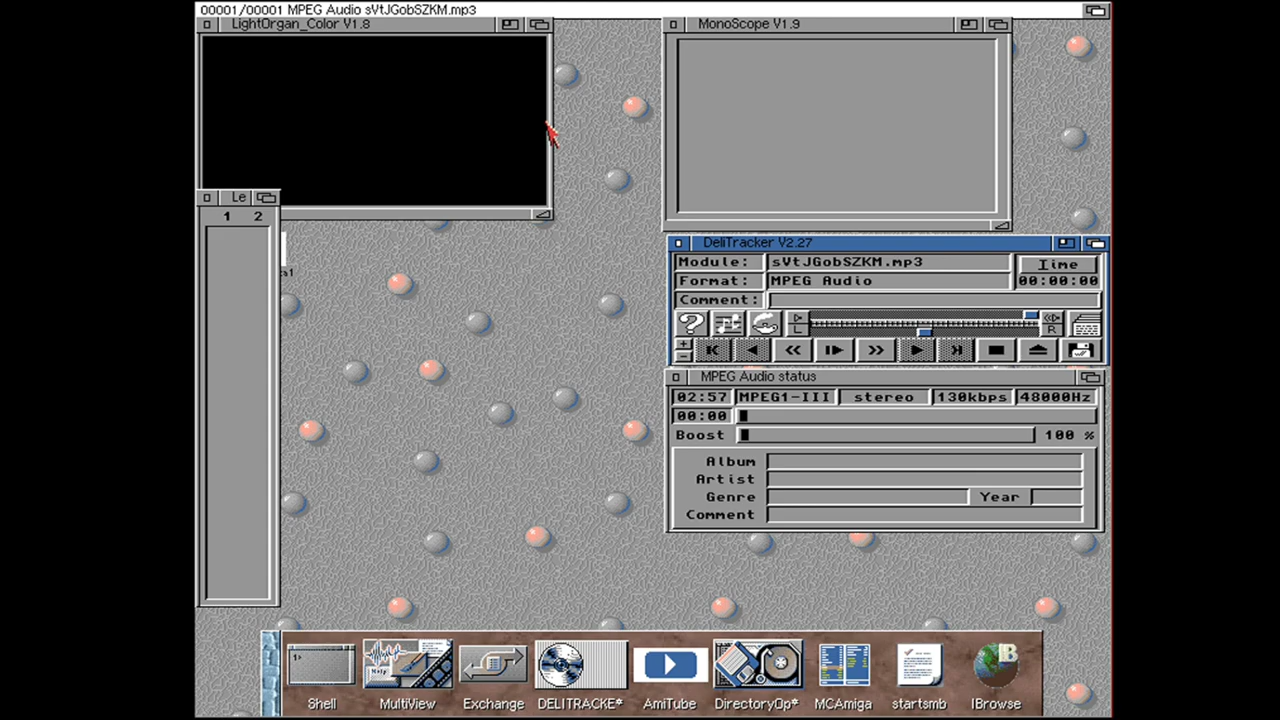 00001/00001 MPEG Audio sVtJGobSZKM.mp3
LightOrgan_Color V1.8
MonoScope V1.9
Le
1 2
DeliTracker V2.27
Module: sVtJGobSZKM.mp3
Time
Format: MPEG Audio
00:00:00
Comment:
L
R
MPEG Audio status
02:57 MPEG1-III stereo 130kbps 48000Hz
00:00
Boost 100 %
Album
Artist
Genre Year
Comment
Shell
MultiView
Exchange
DELITRACKE*
AmiTube
DirectoryOp*
MCAmiga
startsmb
IBrowse